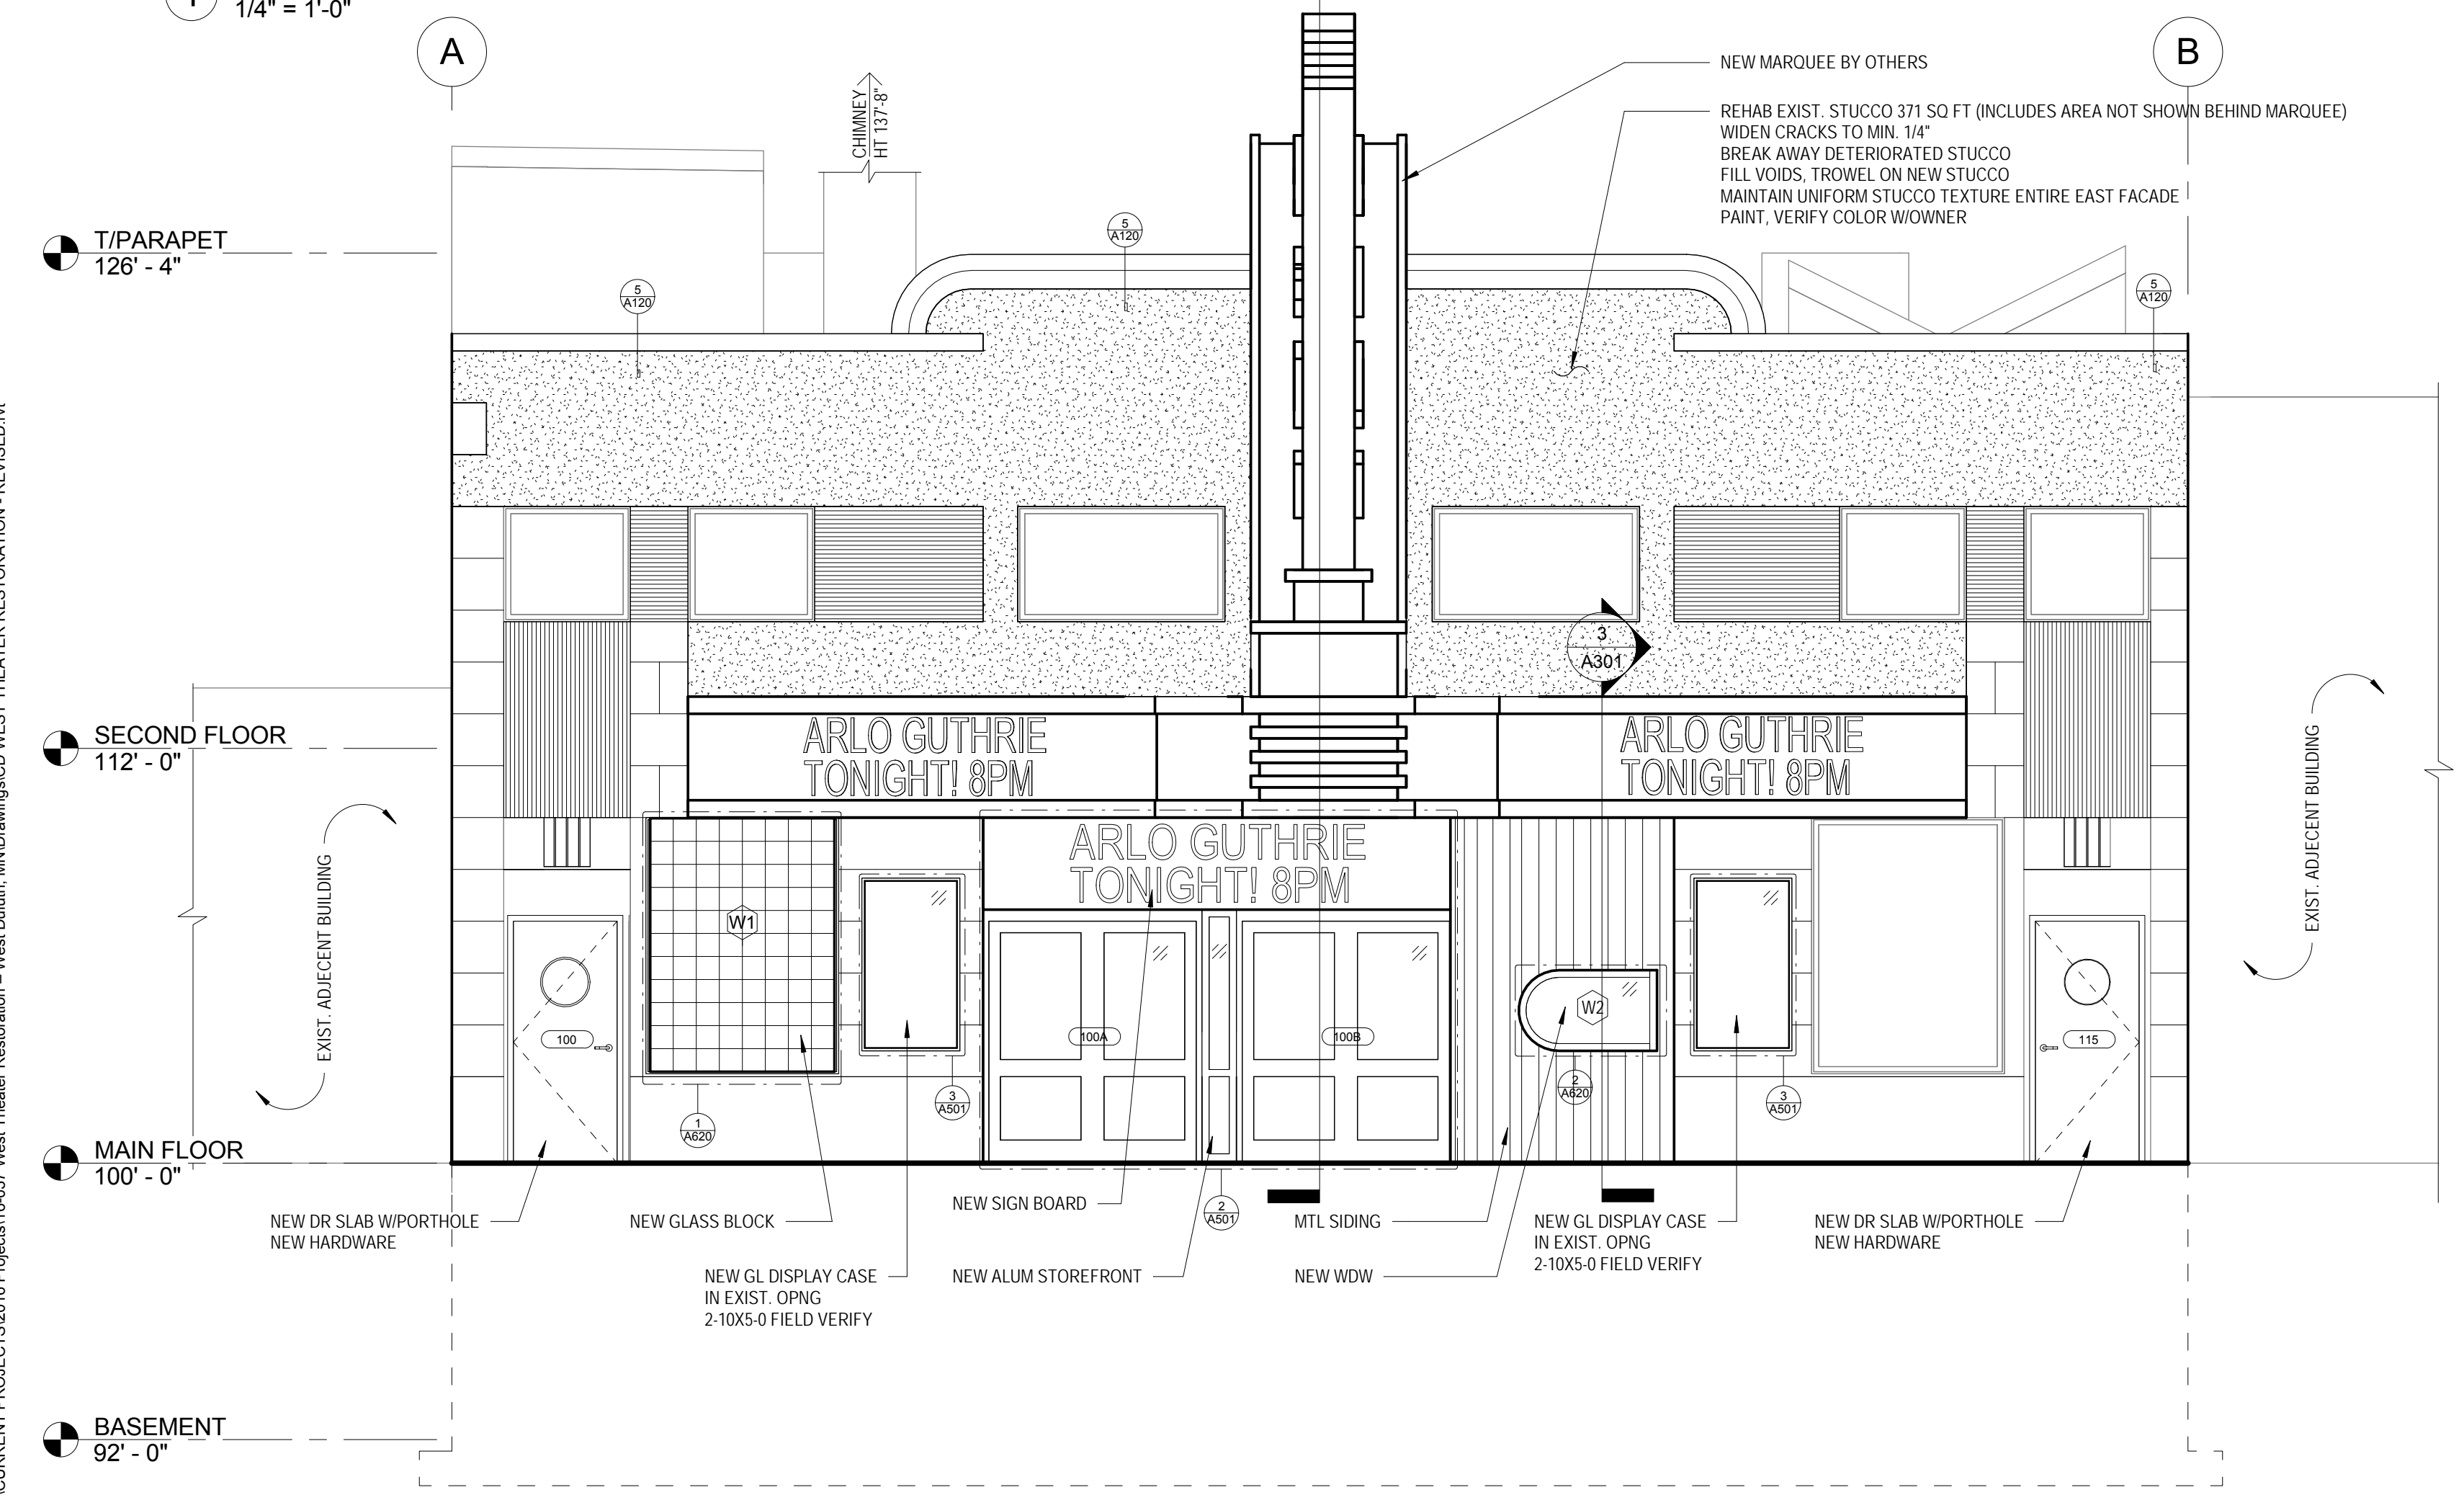 1/4" = 1'-0"
A
B
CHIMNEY
HT 137'-8"
NEW MARQUEE BY OTHERS
REHAB EXIST. STUCCO 371 SQ FT (INCLUDES AREA NOT SHOWN BEHIND MARQUEE)
WIDEN CRACKS TO MIN. 1/4"
BREAK AWAY DETERIORATED STUCCO
FILL VOIDS, TROWEL ON NEW STUCCO
MAINTAIN UNIFORM STUCCO TEXTURE ENTIRE EAST FACADE
PAINT, VERIFY COLOR W/OWNER
T/PARAPET
126' - 4"
5
A120
5
A120
5
A120
3
A301
SECOND FLOOR
112' - 0"
ARLO GUTHRIE
TONIGHT! 8PM
ARLO GUTHRIE
TONIGHT! 8PM
ARLO GUTHRIE
TONIGHT! 8PM
EXIST. ADJECENT BUILDING
EXIST. ADJECENT BUILDING
W1
W2
100
100A
100B
115
1
A620
3
A501
2
A620
3
A501
2
A501
MAIN FLOOR
100' - 0"
NEW DR SLAB W/PORTHOLE
NEW HARDWARE
NEW GLASS BLOCK
NEW GL DISPLAY CASE
IN EXIST. OPNG
2-10X5-0 FIELD VERIFY
NEW SIGN BOARD
NEW ALUM STOREFRONT
MTL SIDING
NEW WDW
NEW GL DISPLAY CASE
IN EXIST. OPNG
2-10X5-0 FIELD VERIFY
NEW DR SLAB W/PORTHOLE
NEW HARDWARE
BASEMENT
92' - 0"